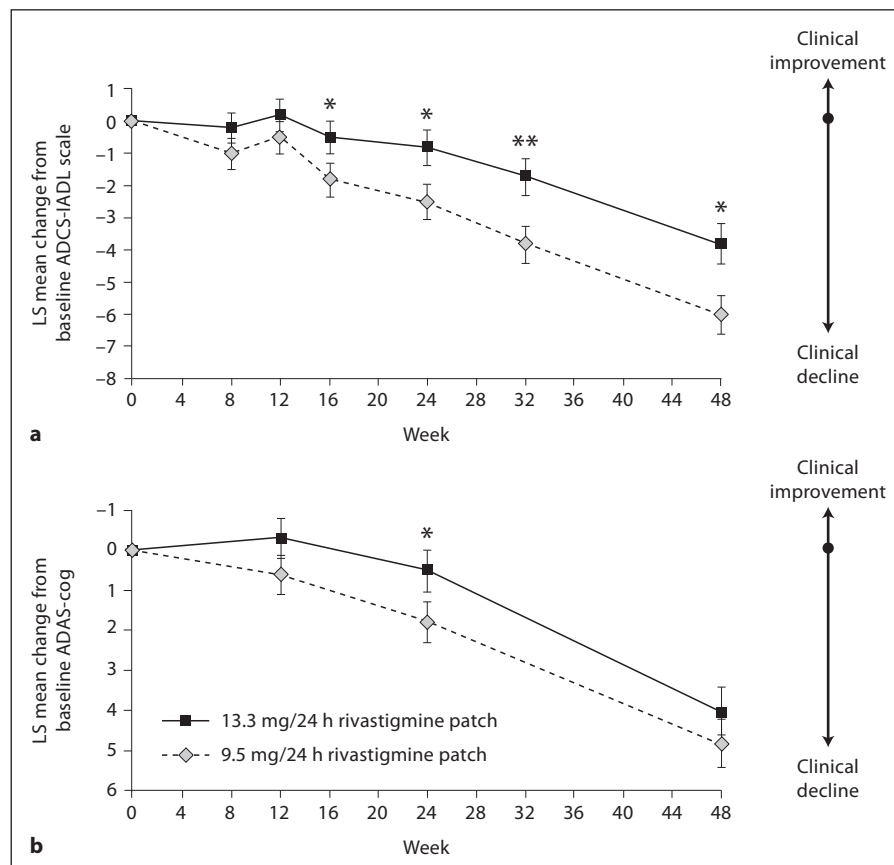 Clinical
improvement
1
0
–1
–2
–3
–4
–5
–6
–7
–8
LS mean change from
baseline ADCS-IADL scale
*
*
**
*
0 4 8 12 16 20 24 28 32 36 40 44 48
Week
Clinical
decline
a
Clinical
improvement
–1
0
1
2
3
4
5
6
LS mean change from
baseline ADAS-cog
*
13.3 mg/24 h rivastigmine patch
9.5 mg/24 h rivastigmine patch
0 4 8 12 16 20 24 28 32 36 40 44 48
Week
Clinical
decline
b